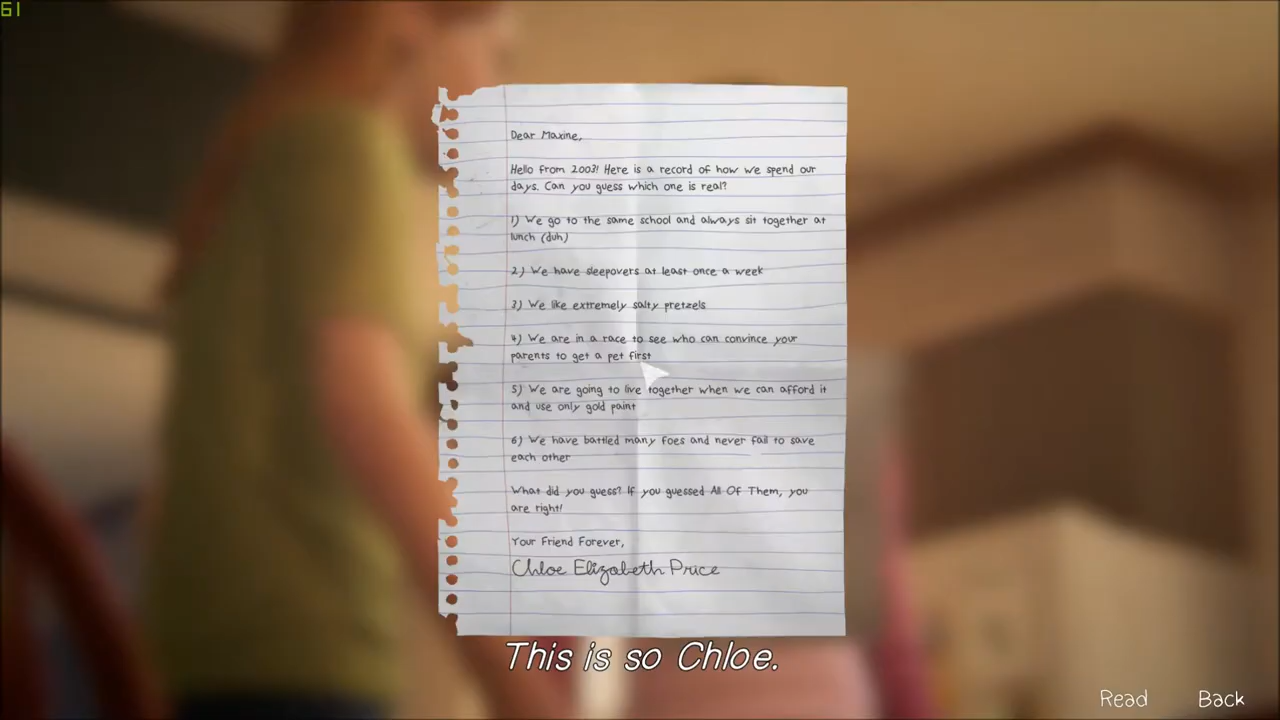 61
Dear Maxine,
Hello from 2003! Here is a record of how we spend our
days. Can you guess which one is real?
1) We go to the same school and always sit together at
lunch (duh)
2) We have sleepovers at least once a week
3) We like extremely salty pretzels
4) We are in a race to see who can convince your
parents to get a pet first
5) We are going to live together when we can afford it
and use only gold paint
6) We have battled many foes and never fail to save
each other
What did you guess? If you guessed All Of Them, you
are right!
Your Friend Forever,
Chloe Elizabeth Price
This is so Chloe.
Read Back